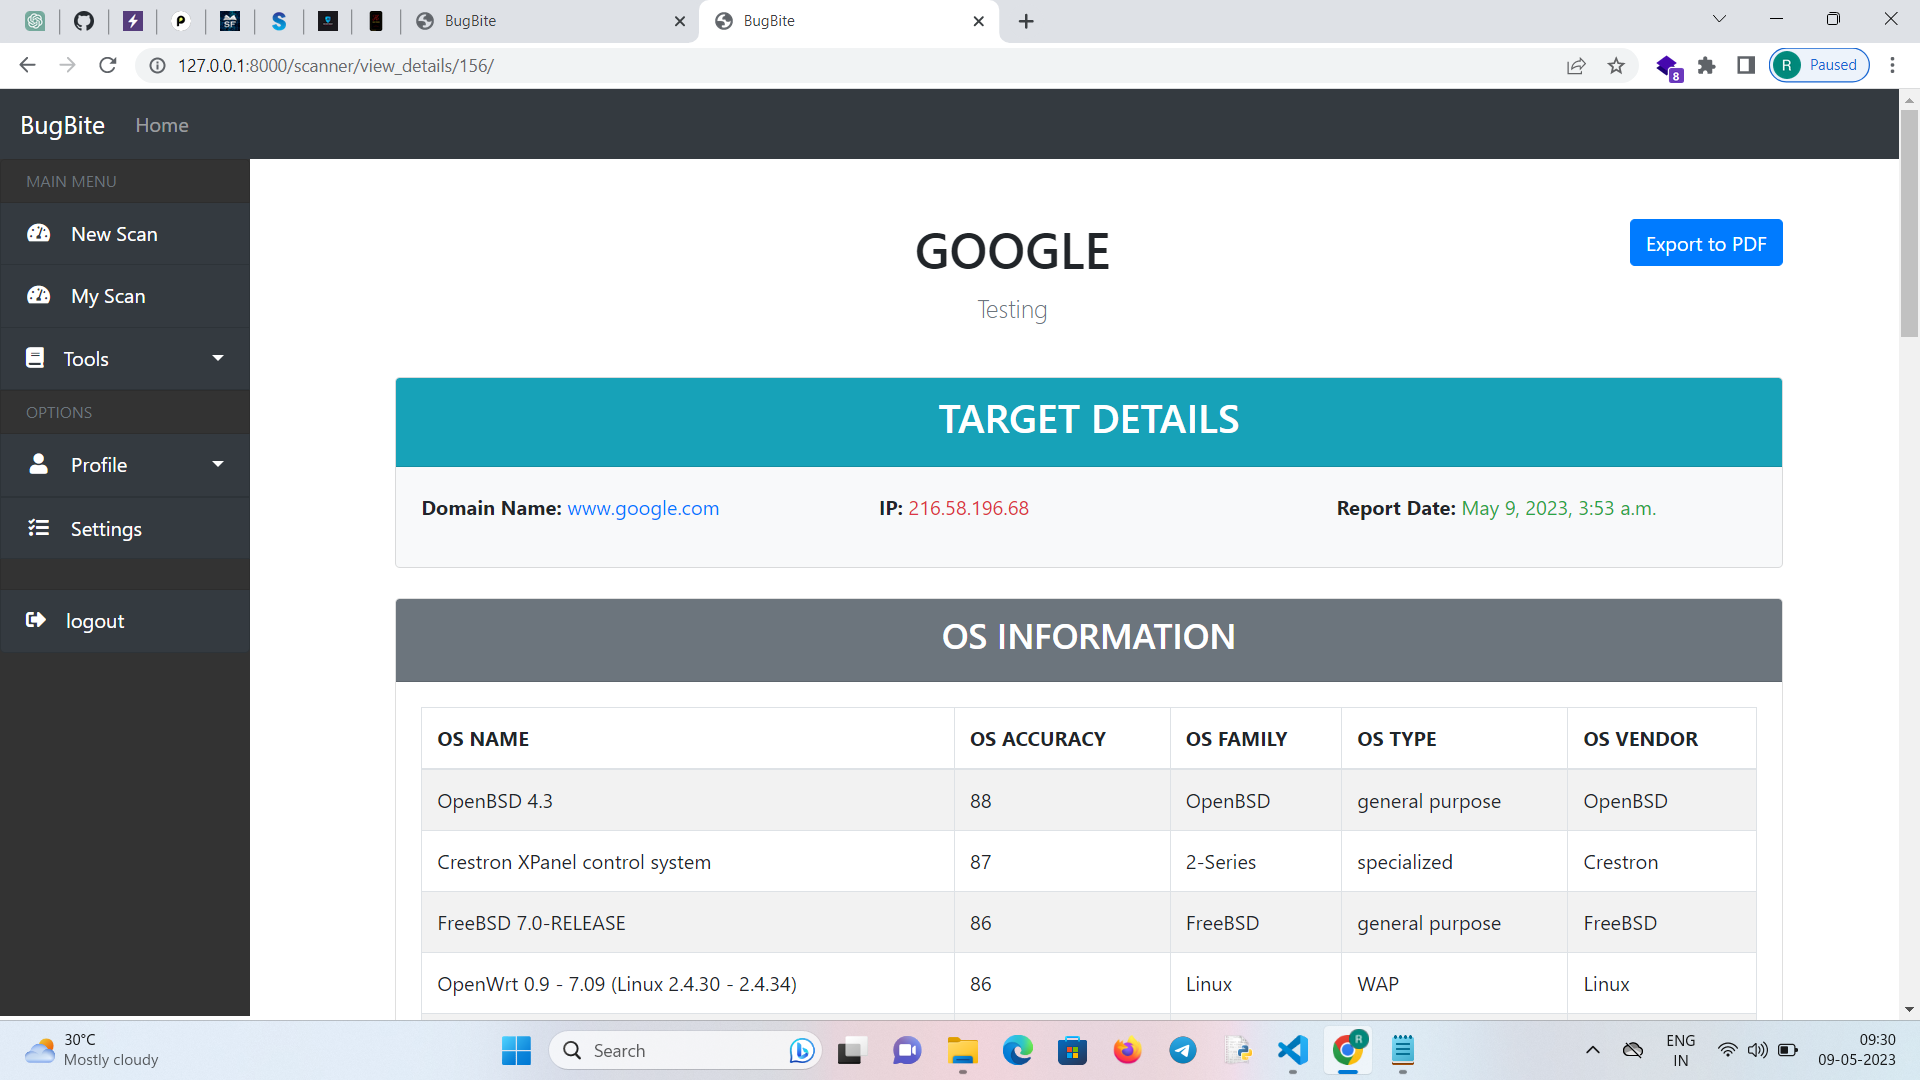 BugBite
BugBite
127.0.0.1:8000/scanner/view_details/156/
8
R Paused
BugBite Home
MAIN MENU
New Scan
My Scan
Tools
OPTIONS
Profile
Settings
logout
GOOGLE
Testing
Export to PDF
TARGET DETAILS
Domain Name: www.google.com IP: 216.58.196.68 Report Date: May 9, 2023, 3:53 a.m.
OS INFORMATION
OS NAME OS ACCURACY OS FAMILY OS TYPE OS VENDOR
OpenBSD 4.3 88 OpenBSD general purpose OpenBSD
Crestron XPanel control system 87 2-Series specialized Crestron
FreeBSD 7.0-RELEASE 86 FreeBSD general purpose FreeBSD
OpenWrt 0.9 - 7.09 (Linux 2.4.30 - 2.4.34) 86 Linux WAP Linux
30°C
Mostly cloudy
Search
R
ENG
IN
09:30
09-05-2023